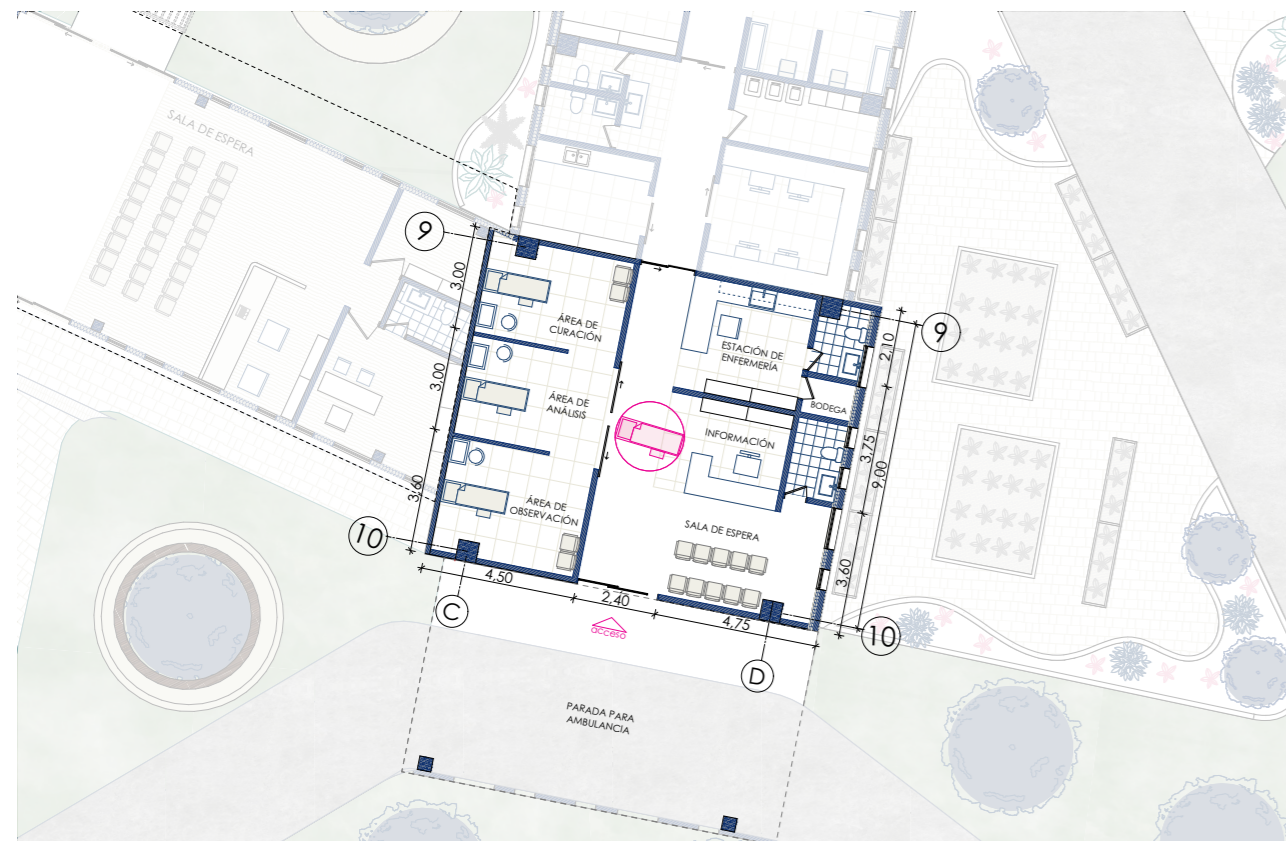 SALA DE ESPERA
9
3,00
ÁREA DE
CURACIÓN
ESTACIÓN DE
ENFERMERÍA
9
2,10
3,00
ÁREA DE
ANÁLISIS
BODEGA
INFORMACIÓN
3,75
9,00
3,60
ÁREA DE
OBSERVACIÓN
SALA DE ESPERA
10
4,50
2,40
4,75
3,60
10
C
acceso
D
PARADA PARA
AMBULANCIA